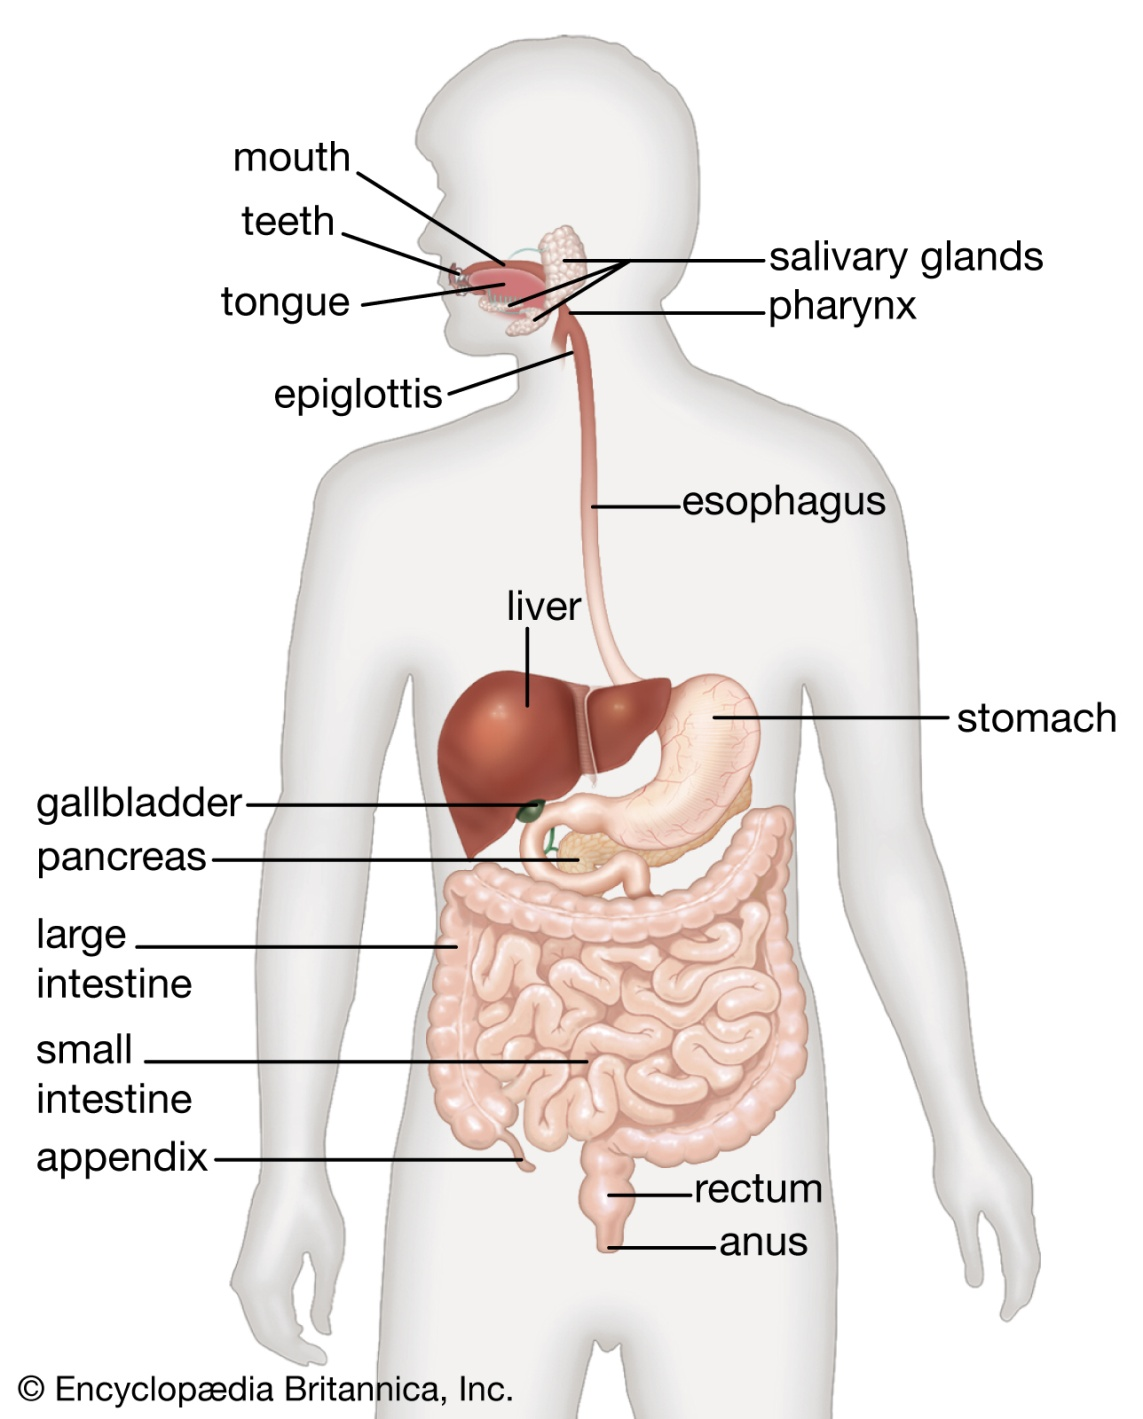 mouth
teeth
tongue
salivary glands
pharynx
epiglottis
esophagus
liver
stomach
gallbladder
pancreas
large
intestine
small
intestine
appendix
rectum
anus
© Encyclopædia Britannica, Inc.